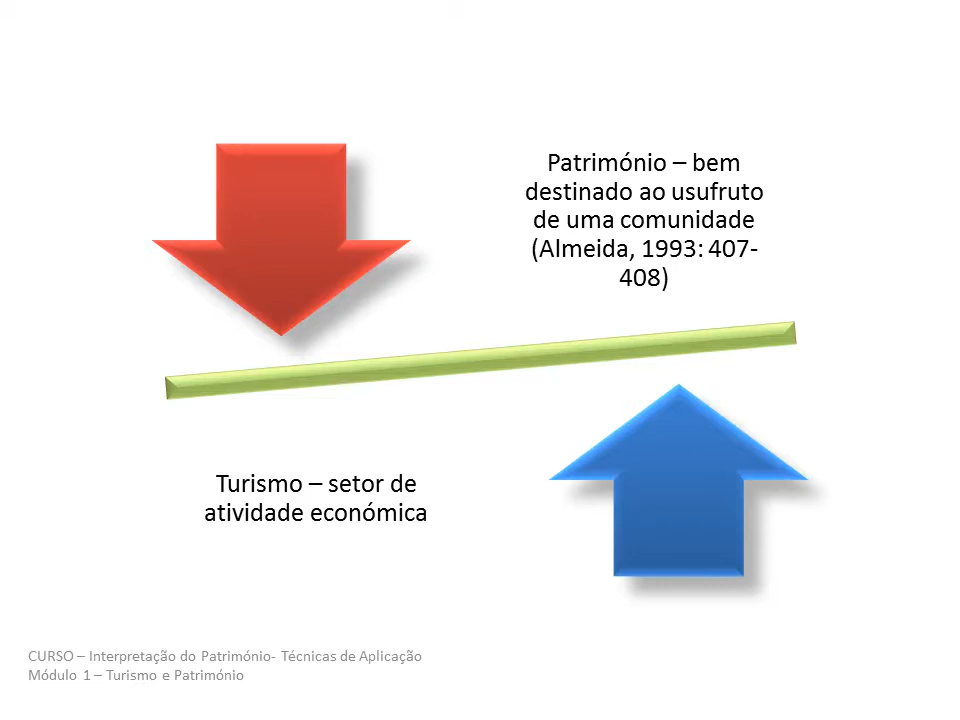 Património – bem
destinado ao usufruto
de uma comunidade
(Almeida, 1993: 407-
408)
Turismo – setor de
atividade económica
CURSO – Interpretação do Património- Técnicas de Aplicação
Módulo 1 – Turismo e Património